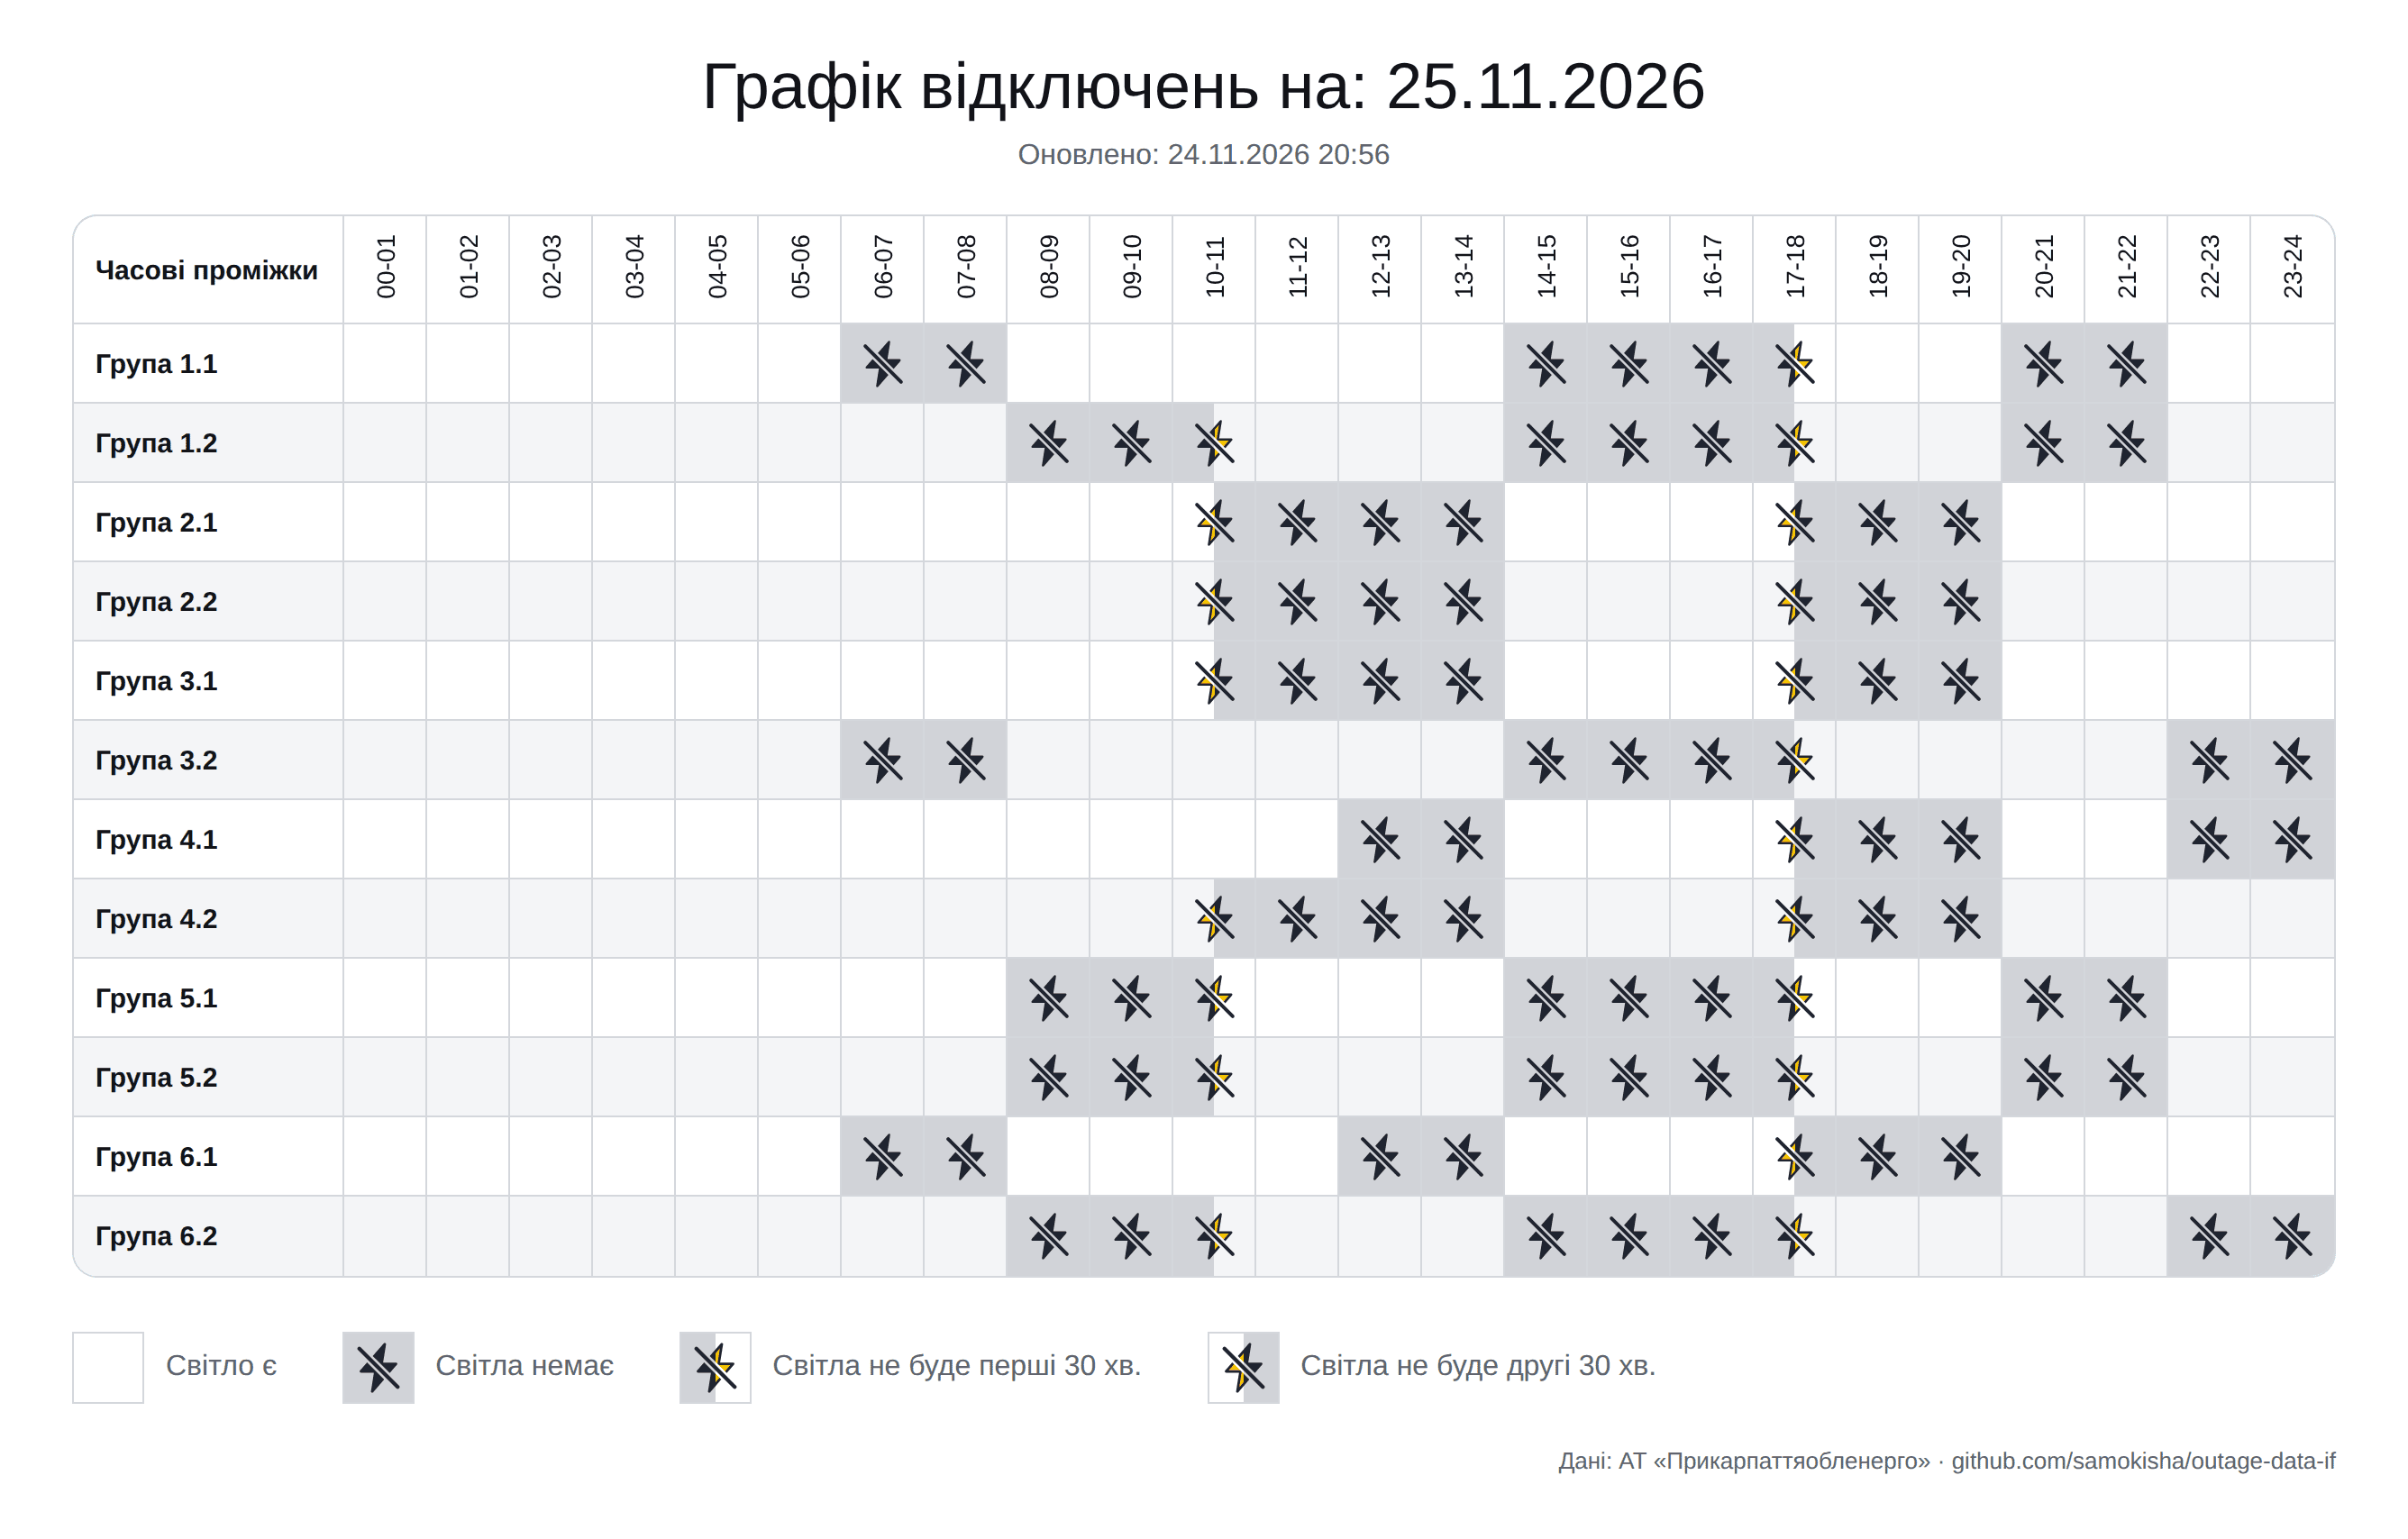 Графік відключень на: 25.11.2026
Оновлено: 24.11.2026 20:56
Часові проміжки 00-01 01-02 02-03 03-04 04-05 05-06 06-07 07-08 08-09 09-10 10-11 11-12 12-13 13-14 14-15 15-16 16-17 17-18 18-19 19-20 20-21 21-22 22-23 23-24
Група 1.1
Група 1.2
Група 2.1
Група 2.2
Група 3.1
Група 3.2
Група 4.1
Група 4.2
Група 5.1
Група 5.2
Група 6.1
Група 6.2
Світло є Світла немає Світла не буде перші 30 хв. Світла не буде другі 30 хв.
Дані: АТ «Прикарпаттяобленерго» · github.com/samokisha/outage-data-if